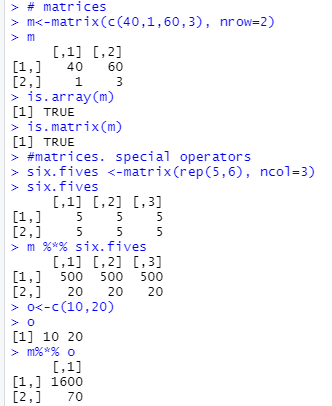 > # matrices
> m<-matrix(c(40,1,60,3), nrow=2)
> m
     [,1] [,2]
[1,]   40   60
[2,]    1    3
> is.array(m)
[1] TRUE
> is.matrix(m)
[1] TRUE
> #matrices. special operators
> six.fives <-matrix(rep(5,6), ncol=3)
> six.fives
     [,1] [,2] [,3]
[1,]    5    5    5
[2,]    5    5    5
> m %*% six.fives
     [,1] [,2] [,3]
[1,]  500  500  500
[2,]   20   20   20
> o<-c(10,20)
> o
[1] 10 20
> m%*% o
     [,1]
[1,] 1600
[2,]   70